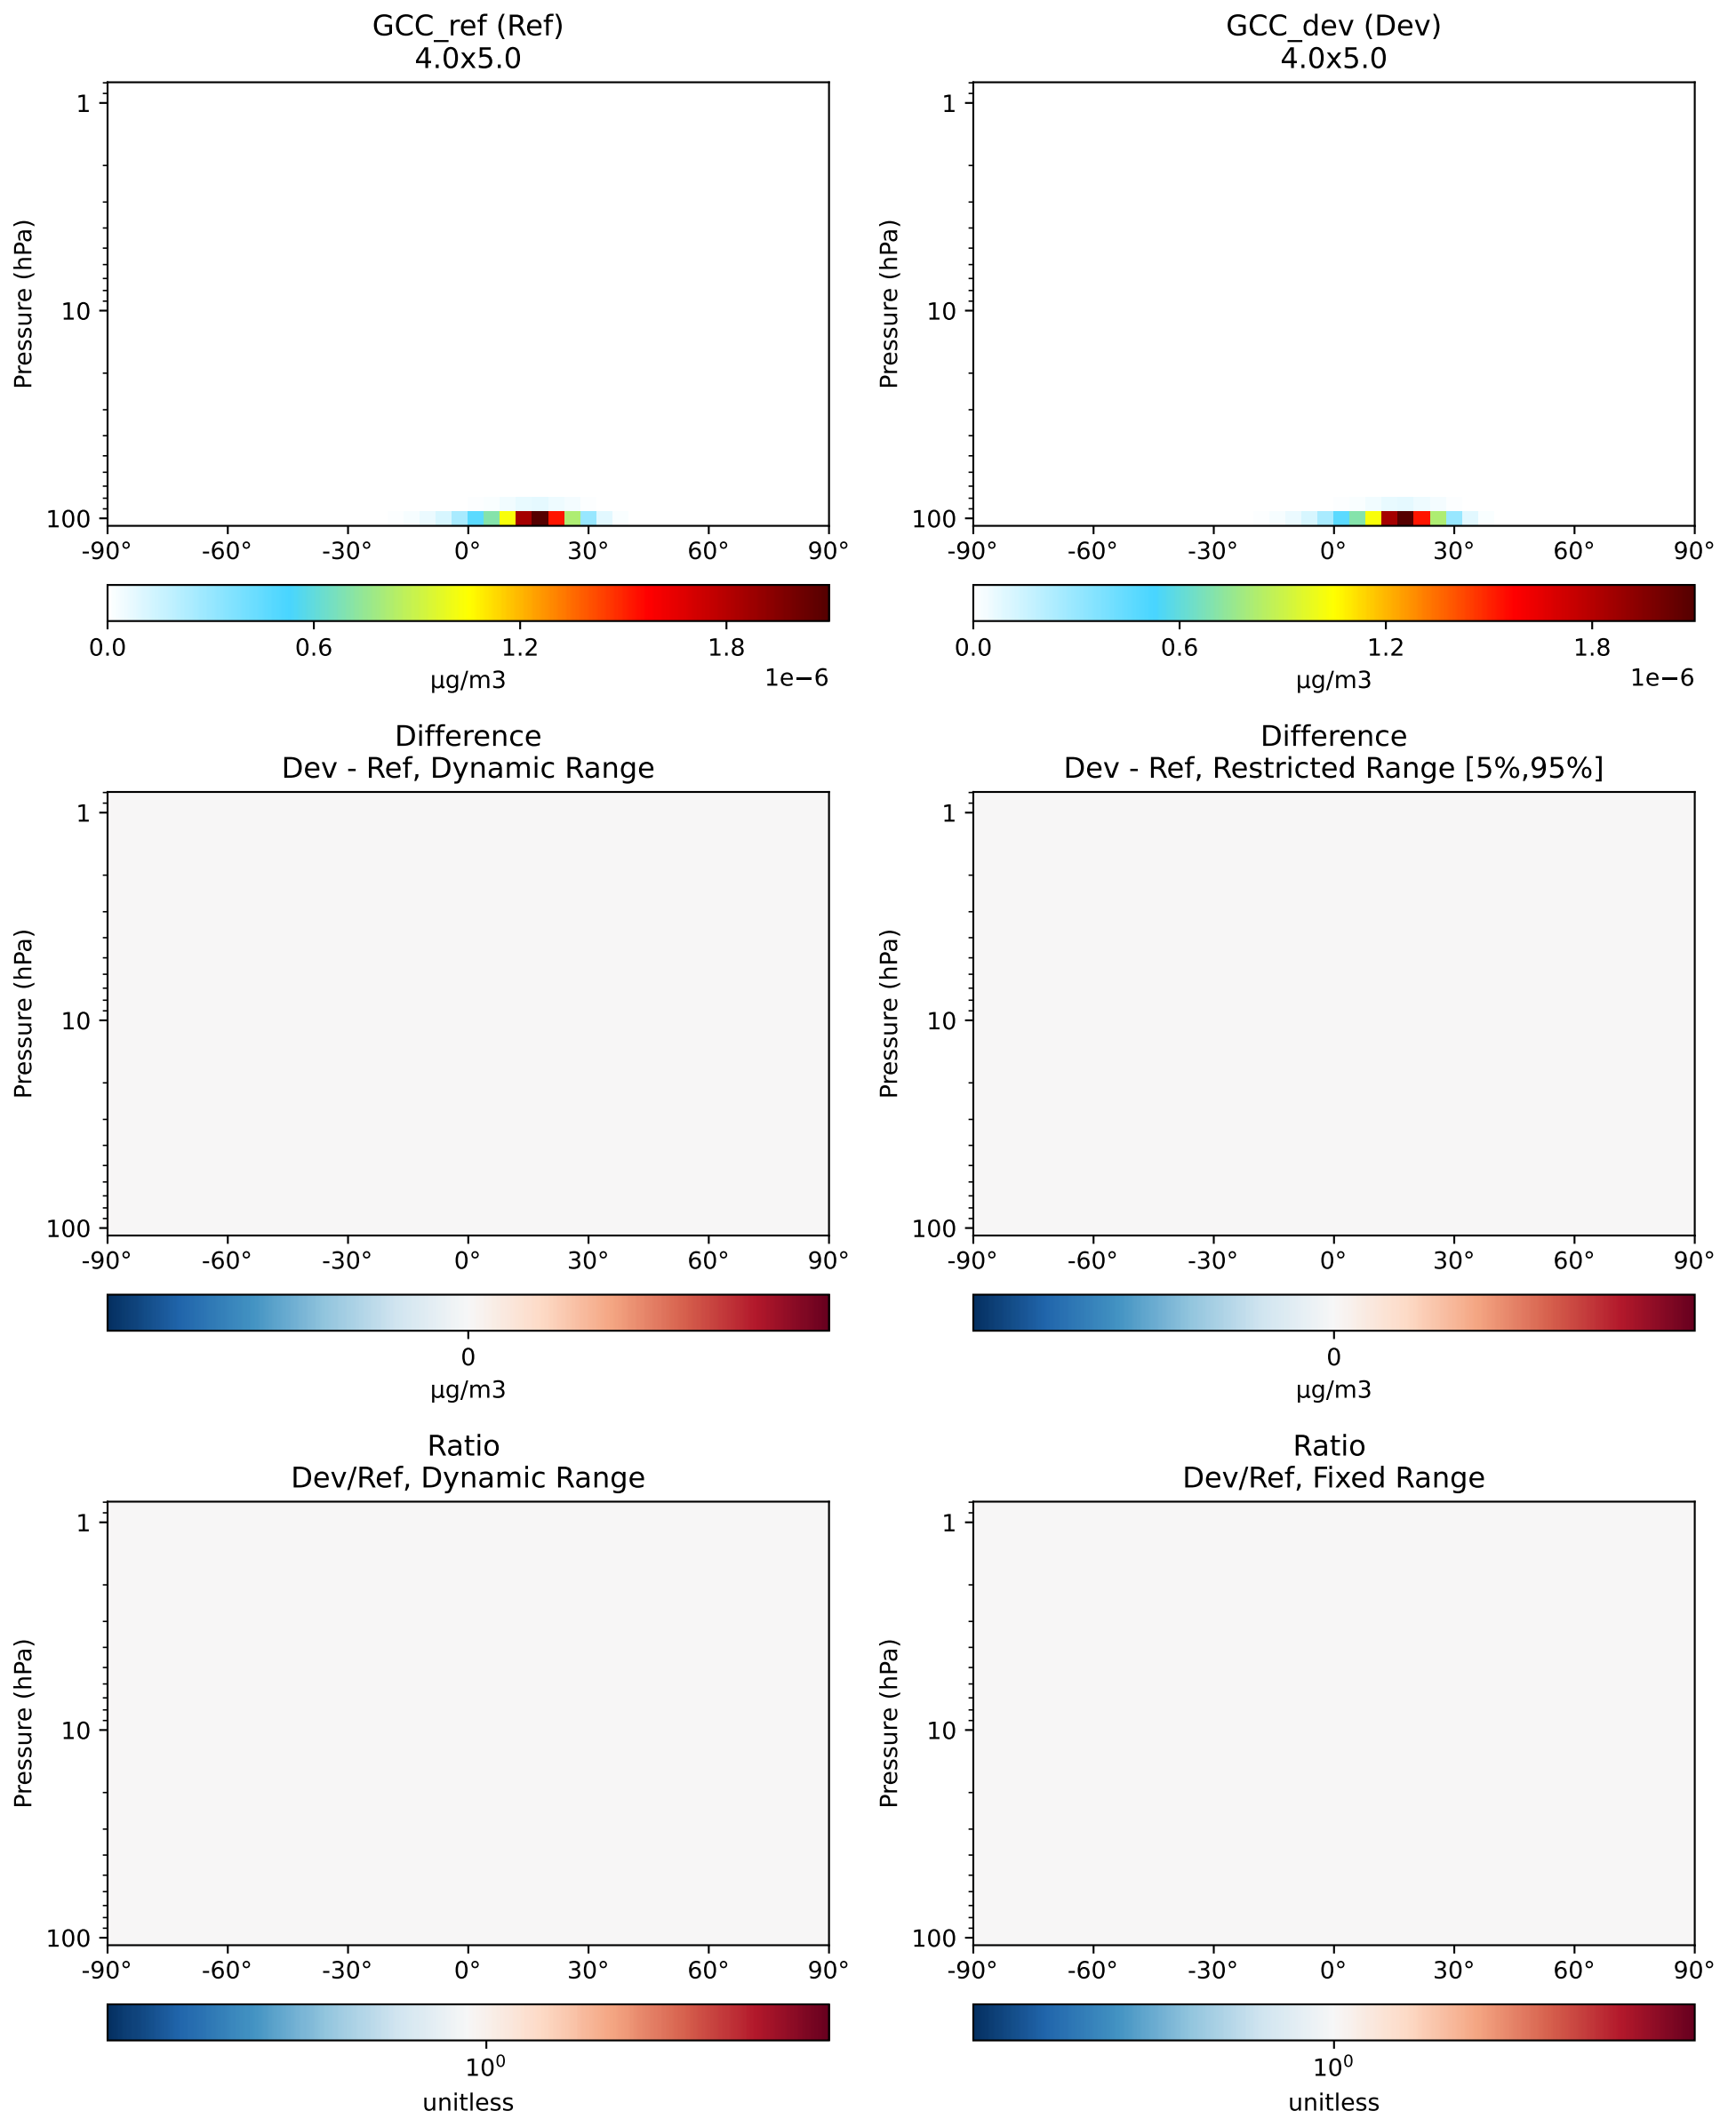 GCC_ref (Ref)
4.0x5.0
Pressure (hPa)
1
10
100
-90° -60° -30° 0° 30° 60° 90°
0.0 0.6 1.2 1.8
µg/m3 1e−6
GCC_dev (Dev)
4.0x5.0
Pressure (hPa)
1
10
100
-90° -60° -30° 0° 30° 60° 90°
0.0 0.6 1.2 1.8
µg/m3 1e−6
Difference
Dev - Ref, Dynamic Range
Pressure (hPa)
1
10
100
-90° -60° -30° 0° 30° 60° 90°
0
µg/m3
Difference
Dev - Ref, Restricted Range [5%,95%]
Pressure (hPa)
1
10
100
-90° -60° -30° 0° 30° 60° 90°
0
µg/m3
Ratio
Dev/Ref, Dynamic Range
Pressure (hPa)
1
10
100
-90° -60° -30° 0° 30° 60° 90°
10⁰
unitless
Ratio
Dev/Ref, Fixed Range
Pressure (hPa)
1
10
100
-90° -60° -30° 0° 30° 60° 90°
10⁰
unitless